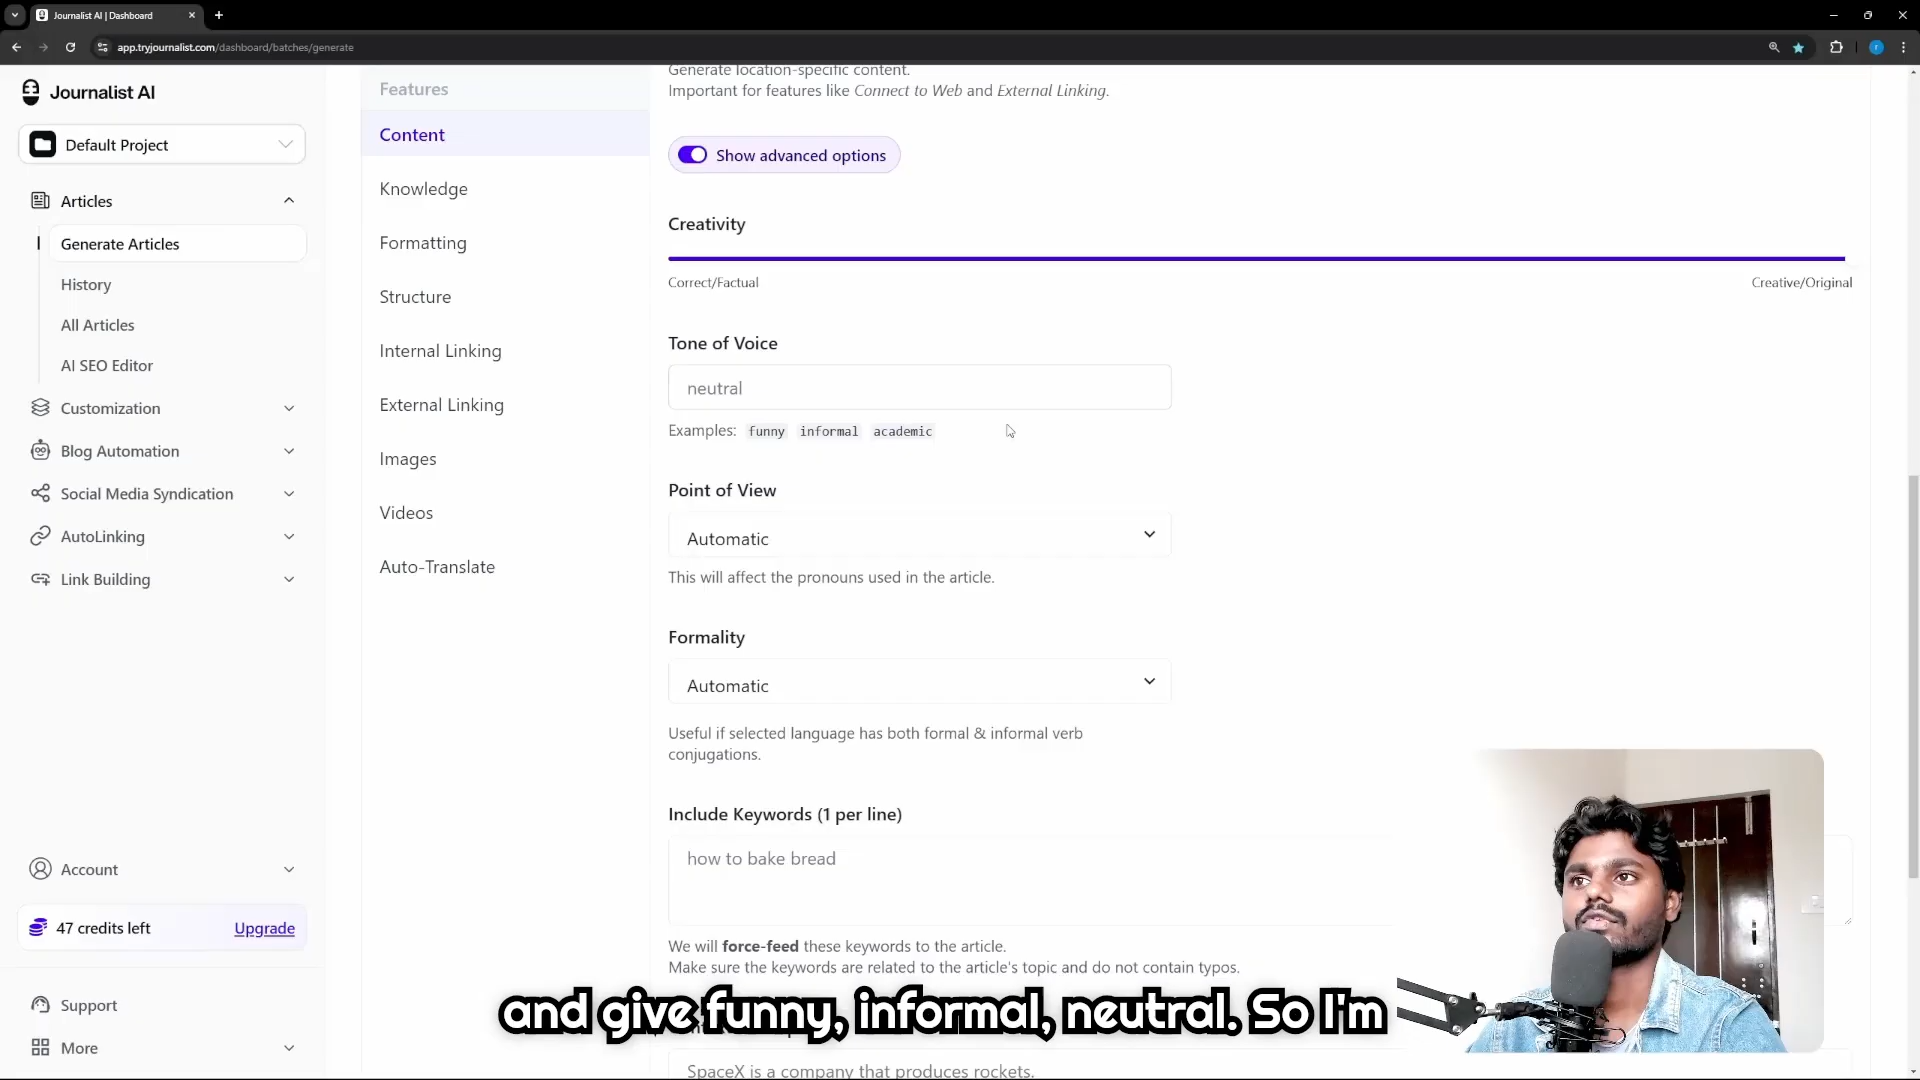 Journalist AI | Dashboard
app.tryjournalist.com/dashboard/batches/generate
Journalist AI
Default Project
Articles
Generate Articles
History
All Articles
AI SEO Editor
Customization
Blog Automation
Social Media Syndication
AutoLinking
Link Building
Account
47 credits left
Upgrade
Support
More
Features
Content
Knowledge
Formatting
Structure
Internal Linking
External Linking
Images
Videos
Auto-Translate
Generate location-specific content.
Important for features like Connect to Web and External Linking.
Show advanced options
Creativity
Correct/Factual
Creative/Original
Tone of Voice
neutral
Examples: funny informal academic
Point of View
Automatic
This will affect the pronouns used in the article.
Formality
Automatic
Useful if selected language has both formal & informal verb
conjugations.
Include Keywords (1 per line)
how to bake bread
We will force-feed these keywords to the article.
Make sure the keywords are related to the article's topic and do not contain typos.
and give funny, informal, neutral. So I'm
SpaceX is a company that produces rockets.